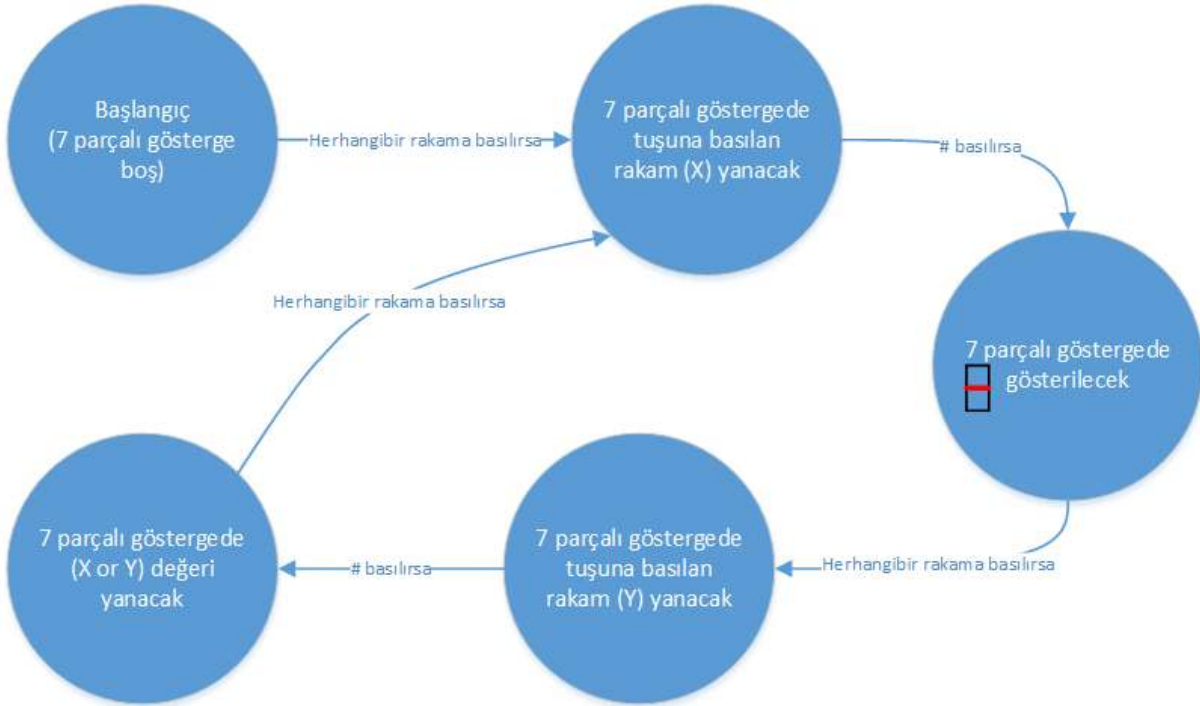 Başlangıç
(7 parçalı gösterge
boş)
Herhangibir rakama basılırsa
7 parçalı göstergede
tuşuna basılan
rakam (X) yanacak
# basılırsa
7 parçalı göstergede
gösterilecek
Herhangibir rakama basılırsa
7 parçalı göstergede
tuşuna basılan
rakam (Y) yanacak
# basılırsa
7 parçalı göstergede
(X or Y) değeri
yanacak
Herhangibir rakama basılırsa